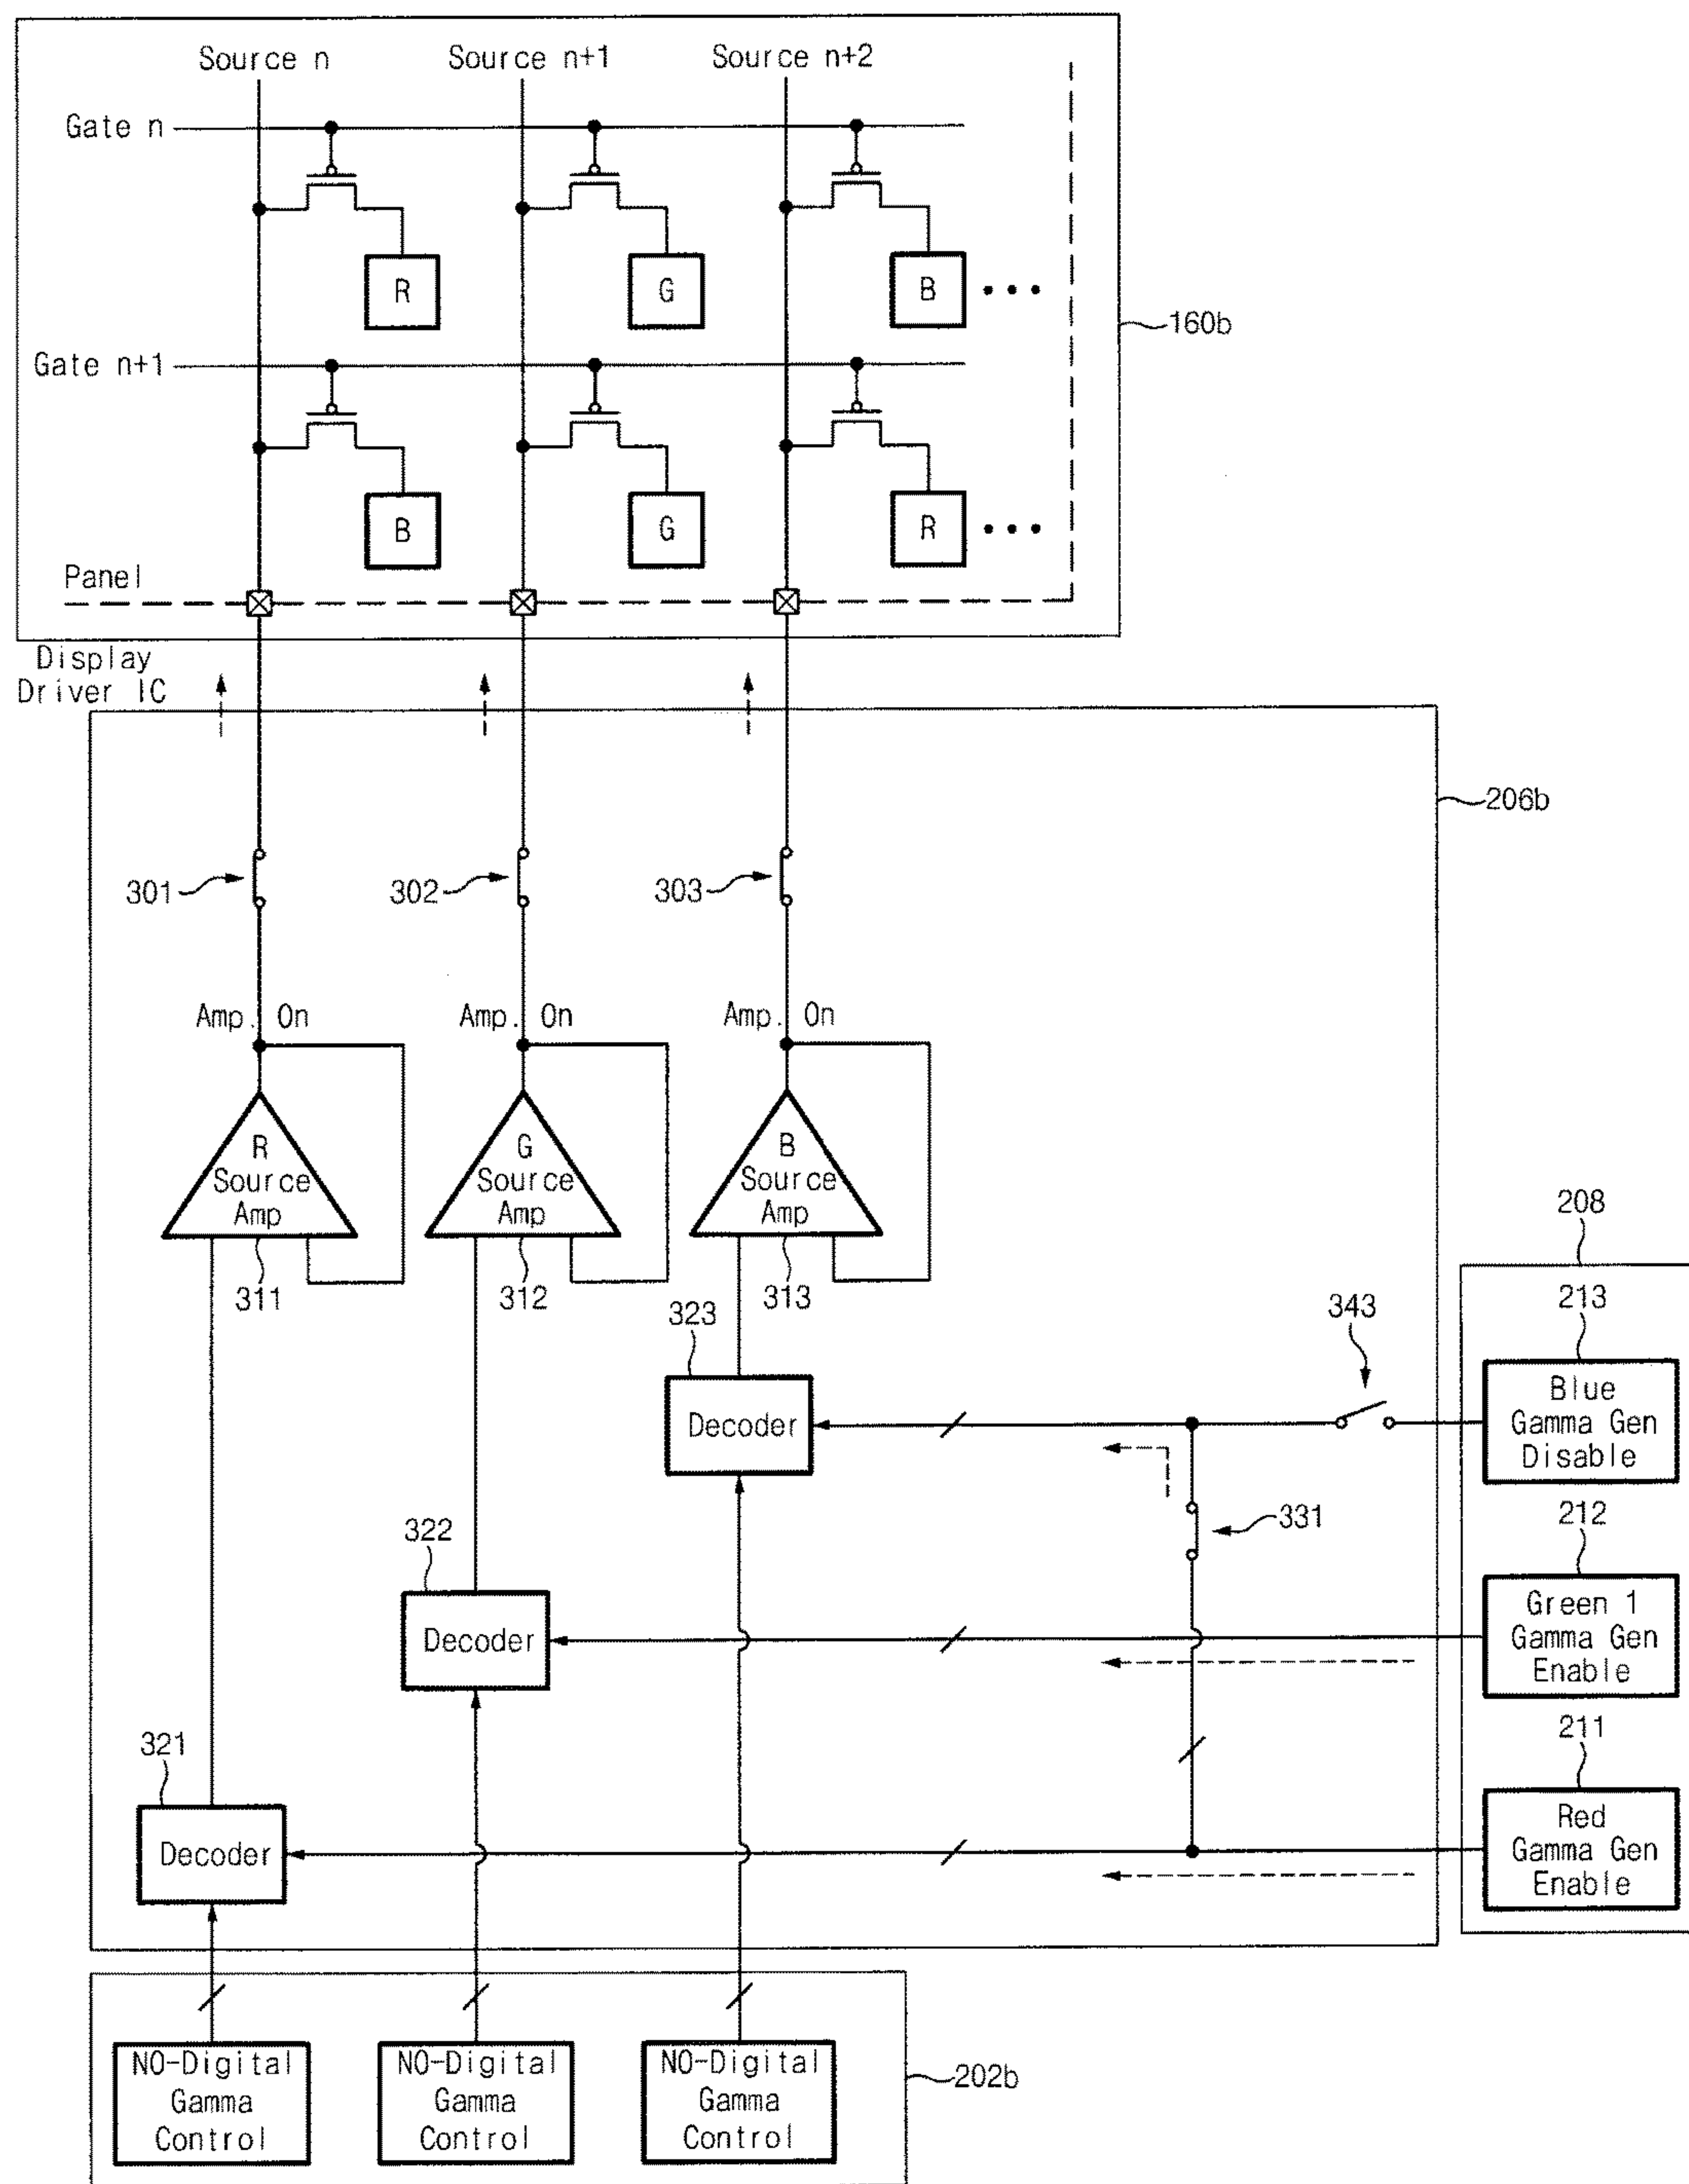 Source n
Source n+1
Source n+2
Gate n
R
G
B
160b
Gate n+1
B
G
R
Panel
Display
Driver IC
206b
301
302
303
Amp. On
Amp. On
Amp. On
R
Source
Amp
G
Source
Amp
B
Source
Amp
311
312
313
208
213
343
323
Decoder
Blue
Gamma Gen
Disable
331
212
322
Decoder
Green 1
Gamma Gen
Enable
211
321
Decoder
Red
Gamma Gen
Enable
NO-Digital
Gamma
Control
NO-Digital
Gamma
Control
NO-Digital
Gamma
Control
202b